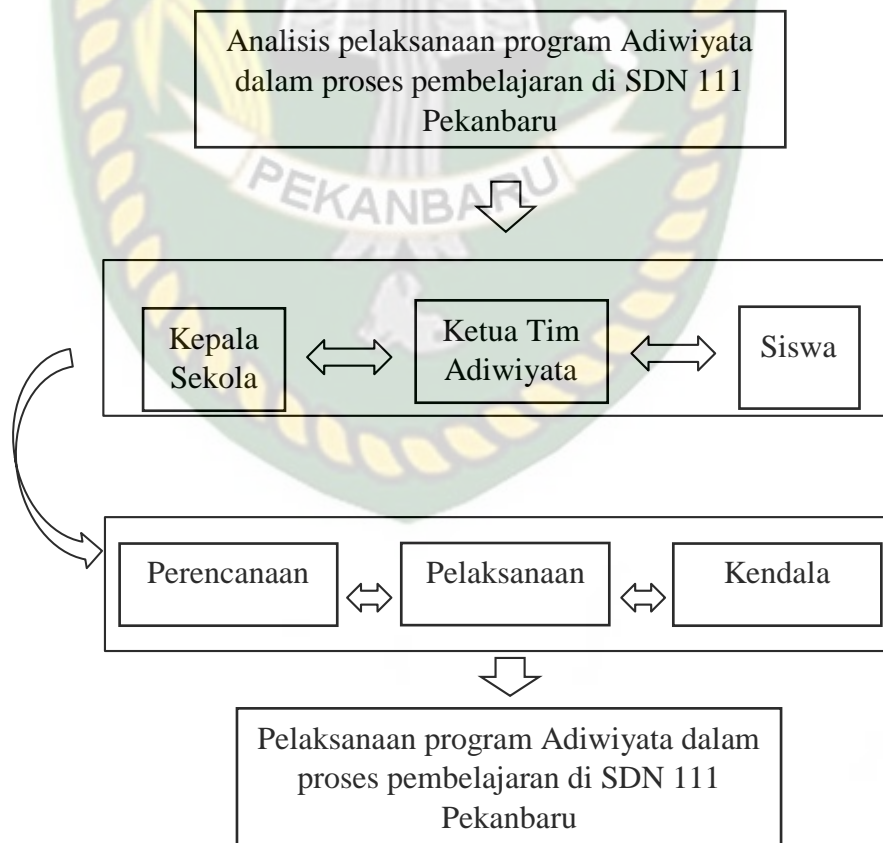 Analisis pelaksanaan program Adiwiyata
dalam proses pembelajaran di SDN 111
Pekanbaru
PEKANBARU
Kepala
Sekola
Ketua Tim
Adiwiyata
Siswa
Perencanaan
Pelaksanaan
Kendala
Pelaksanaan program Adiwiyata dalam
proses pembelajaran di SDN 111
Pekanbaru